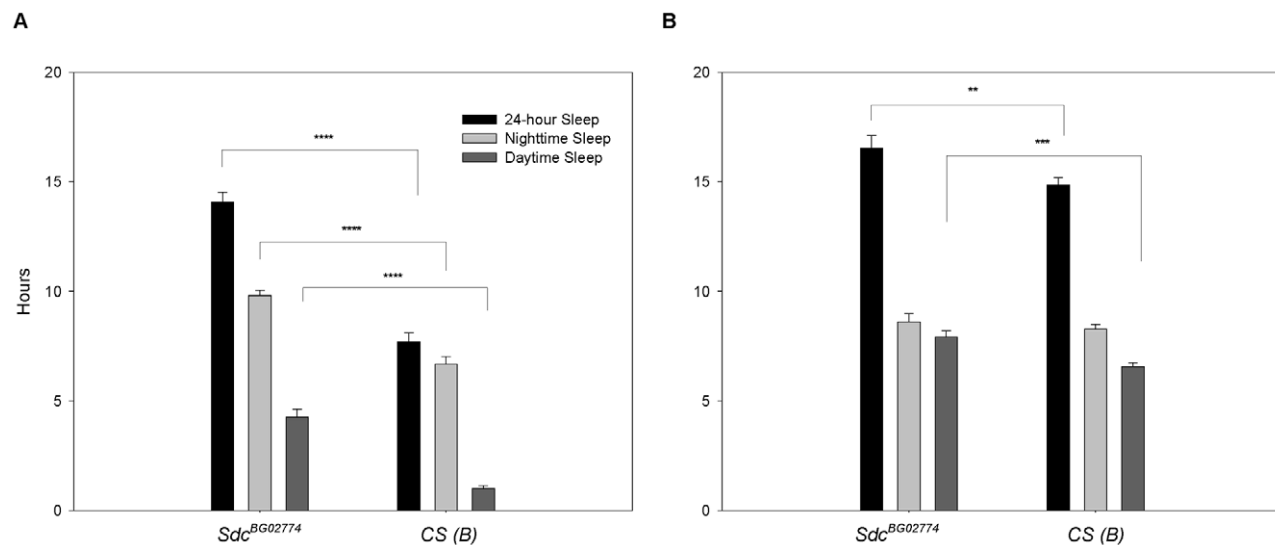 A
Hours
20
15
10
5
0
****
****
****
24-hour Sleep
Nighttime Sleep
Daytime Sleep
Sdc^BG02774
CS (B)
B
20
15
10
5
0
**
***
Sdc^BG02774
CS (B)